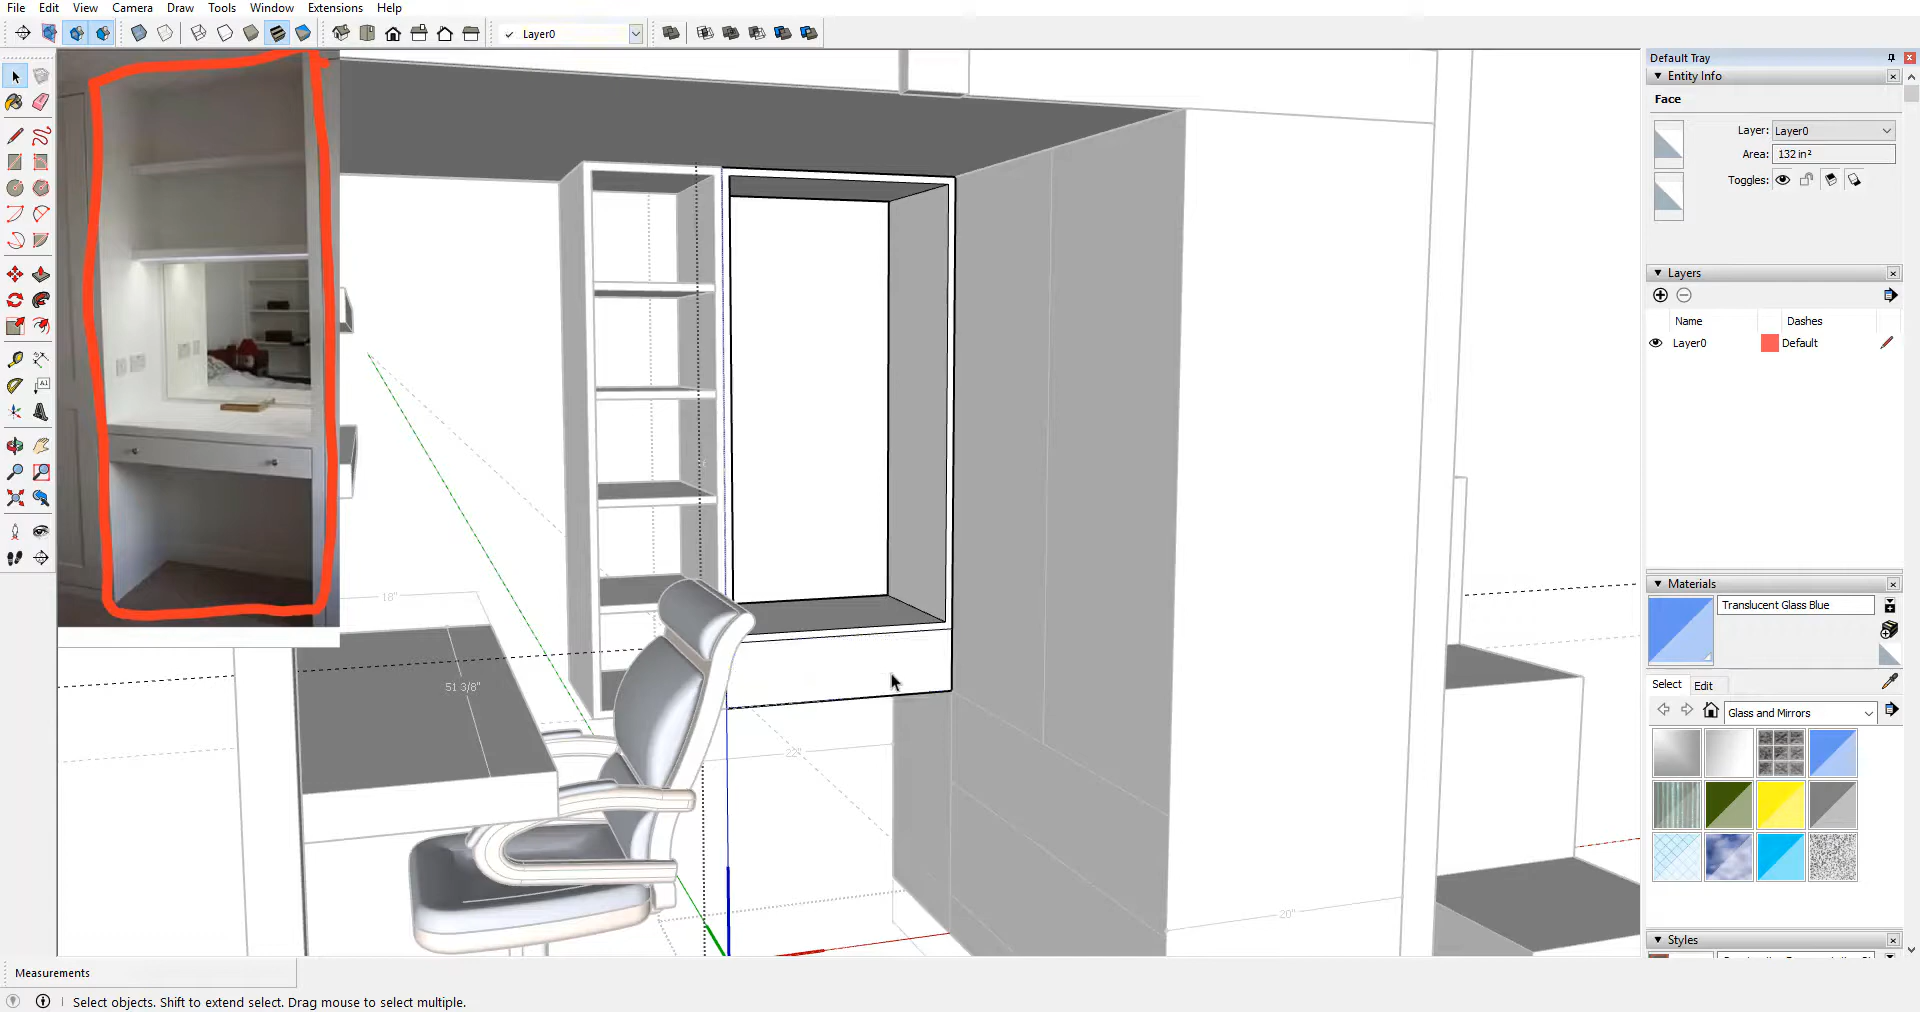 File Edit View Camera Draw Tools Window Extensions Help
Layer0
Default Tray
Entity Info
Face
Layer: Layer0
Area: 132 in²
Toggles:
Layers
Name Dashes
Layer0 Default
Materials
Translucent Glass Blue
Select Edit
Glass and Mirrors
Styles
18"
51 3/8"
22"
20"
Measurements
Select objects. Shift to extend select. Drag mouse to select multiple.